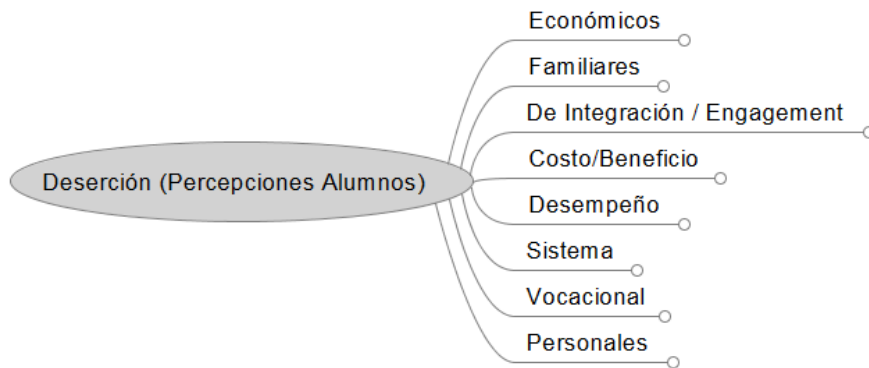 Económicos
Familiares
De Integración / Engagement
Costo/Beneficio
Deserción (Percepciones Alumnos)
Desempeño
Sistema
Vocacional
Personales